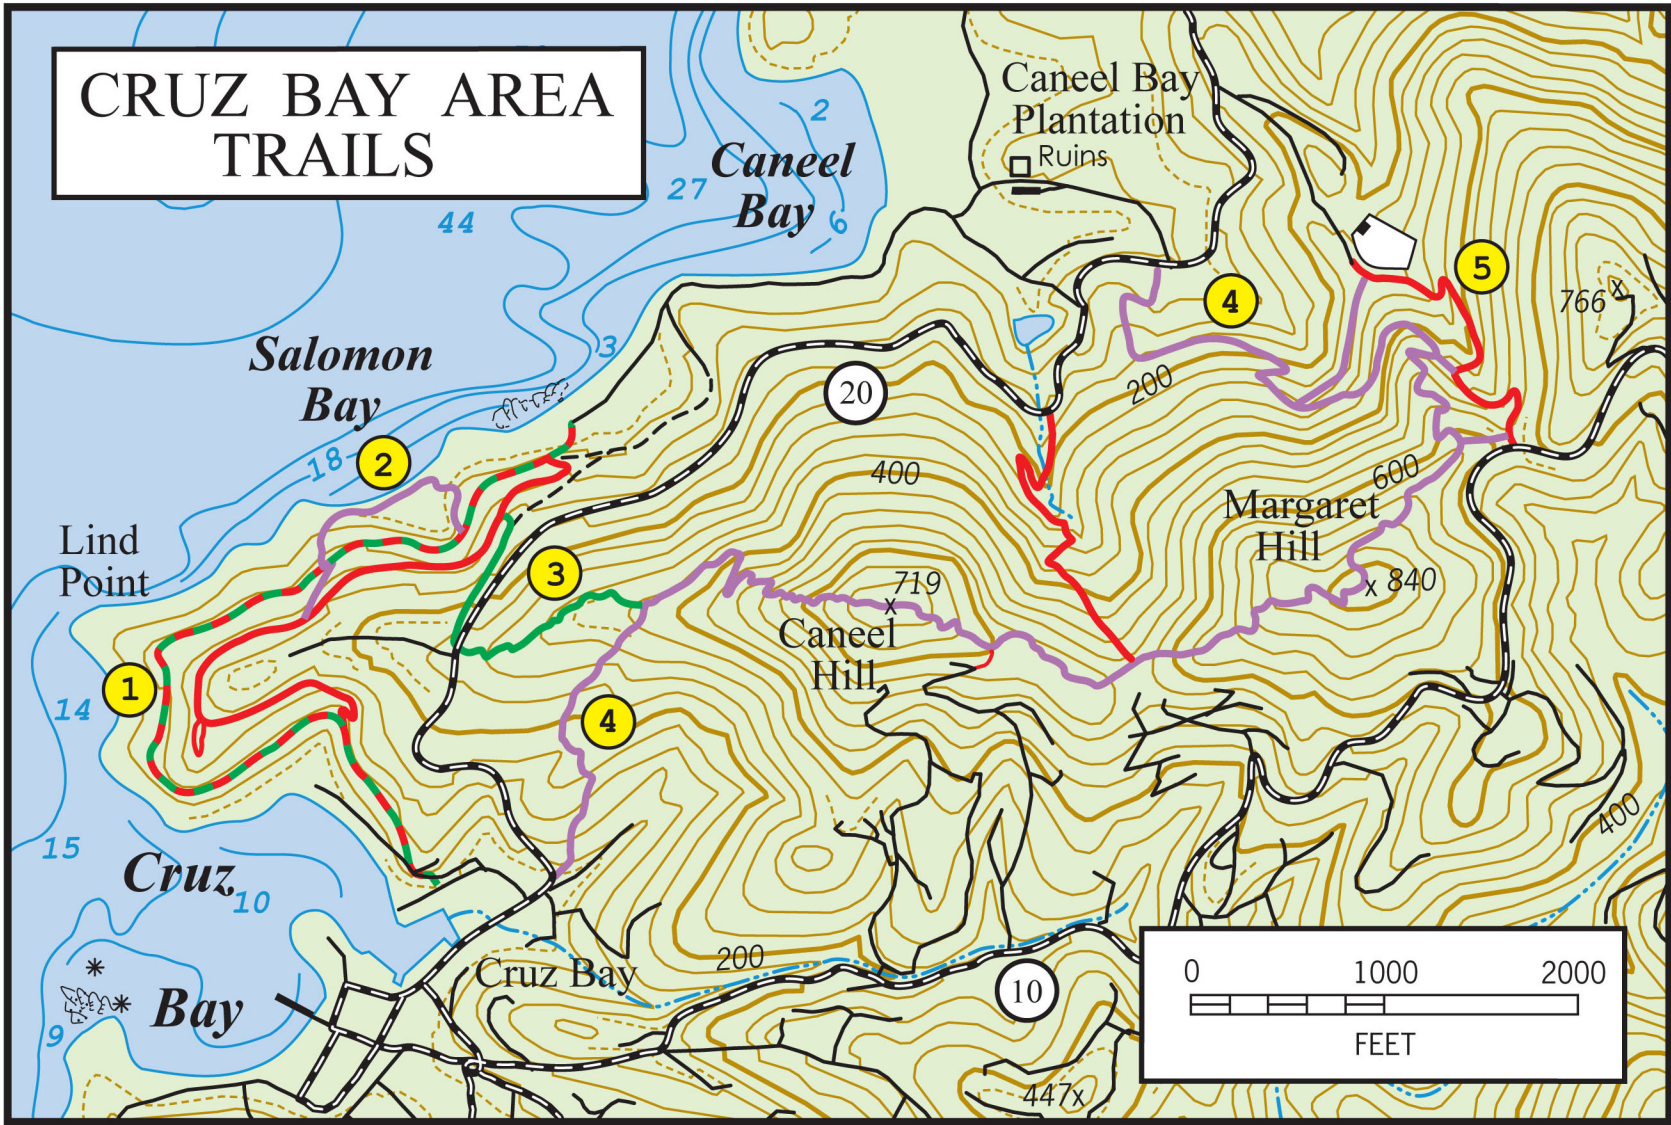 CRUZ BAY AREA
TRAILS
Caneel
Bay
Caneel Bay
Plantation
Ruins
2
27
6
44
3
5
4
766
Salomon
Bay
20
200
18
2
400
600
Margaret
Hill
Lind
Point
3
719
840
Caneel
Hill
1
14
4
400
15
Cruz
10
Bay
9
Cruz Bay
200
10
447
0 1000 2000
FEET